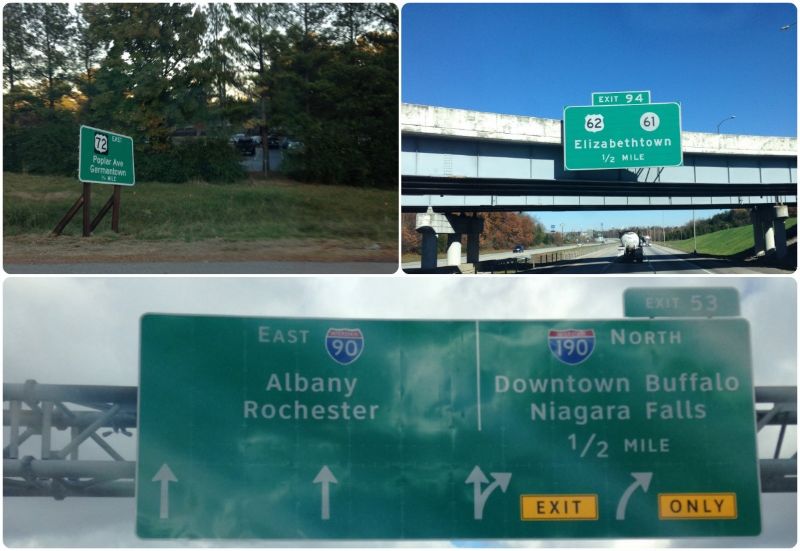 72 EAST
Poplar Ave
Germantown
EXIT 94
62 61
Elizabethtown
1/2 MILE
EXIT 53
EAST 90
Albany
Rochester
190 NORTH
Downtown Buffalo
Niagara Falls
1/2 MILE
EXIT ONLY